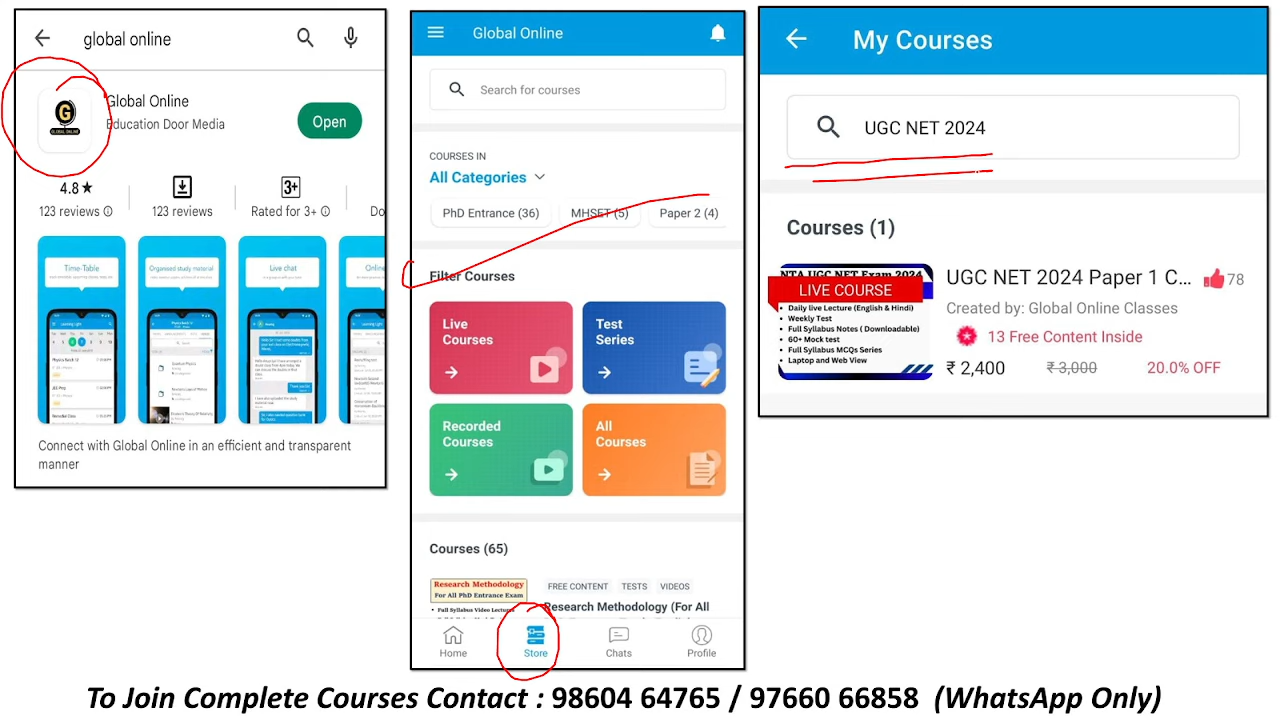 global online
G
GLOBAL ONLINE
Global Online
Education Door Media
Open
4.8★
123 reviews
123 reviews
3+
Rated for 3+
Do
Time-Table
Organised study material
Live chat
Onlin
Connect with Global Online in an efficient and transparent
manner
Global Online
Search for courses
COURSES IN
All Categories
PhD Entrance (36) MHSET (5) Paper 2 (4)
Filter Courses
Live
Courses
Test
Series
Recorded
Courses
All
Courses
Courses (65)
Research Methodology
For All PhD Entrance Exam
• Full Syllabus Video Lectures
FREE CONTENT TESTS VIDEOS
Research Methodology (For All
Home Store Chats Profile
My Courses
UGC NET 2024
Courses (1)
NTA UGC NET Exam 2024
LIVE COURSE
• Daily live Lecture (English & Hindi)
• Weekly Test
• Full Syllabus Notes ( Downloadable)
• 60+ Mock test
• Full Syllabus MCQs Series
• Laptop and Web View
UGC NET 2024 Paper 1 C... 78
Created by: Global Online Classes
13 Free Content Inside
₹ 2,400 ₹ 3,000 20.0% OFF
To Join Complete Courses Contact : 98604 64765 / 97660 66858 (WhatsApp Only)